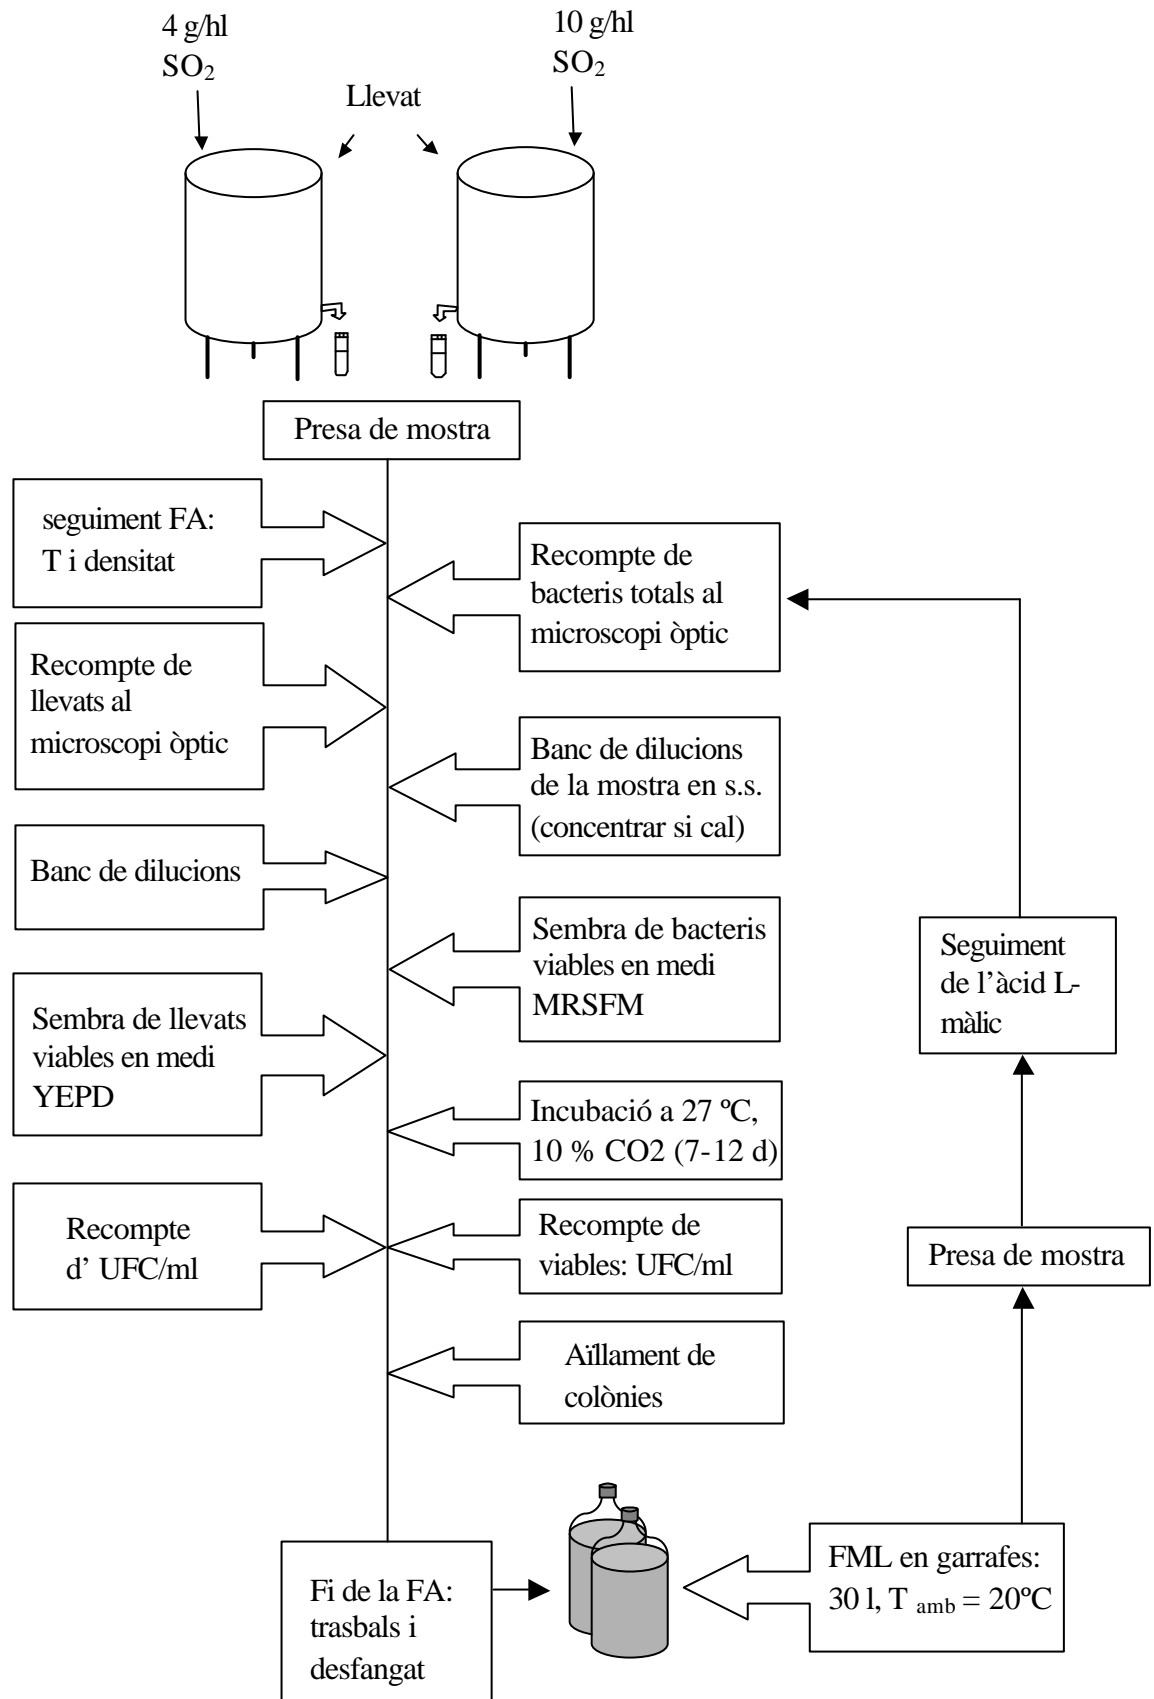 4 g/hl
SO2
10 g/hl
SO2
Llevat
Presa de mostra
seguiment FA:
T i densitat
Recompte de
bacteris totals al
microscopi òptic
Recompte de
llevats al
microscopi òptic
Banc de dilucions
de la mostra en s.s.
(concentrar si cal)
Banc de dilucions
Sembra de bacteris
viables en medi
MRSFM
Seguiment
de l’àcid L-
màlic
Sembra de llevats
viables en medi
YEPD
Incubació a 27 ºC,
10 % CO2 (7-12 d)
Recompte
d’ UFC/ml
Recompte de
viables: UFC/ml
Presa de mostra
Aïllament de
colònies
Fi de la FA:
trasbals i
desfangat
FML en garrafes:
30 l, T amb = 20ºC